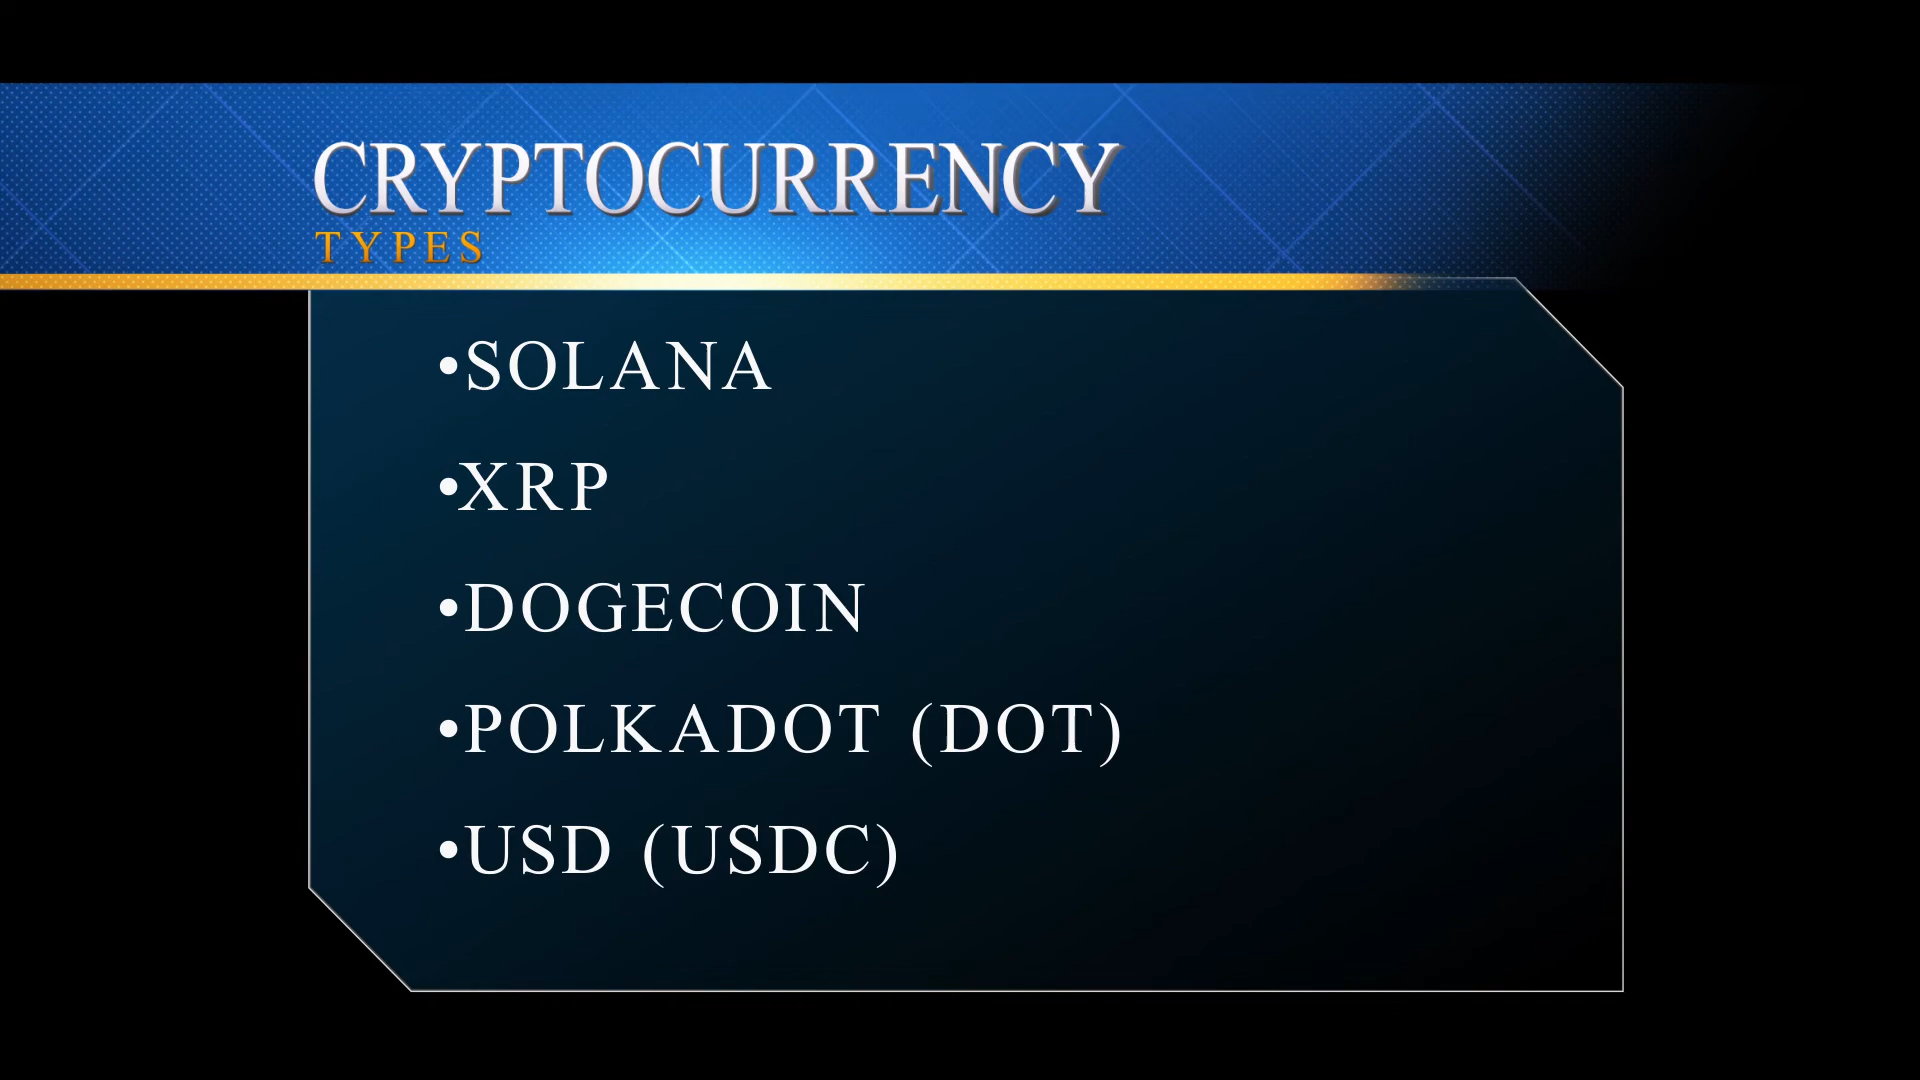 CRYPTOCURRENCY
TYPES
•SOLANA
•XRP
•DOGECOIN
•POLKADOT (DOT)
•USD (USDC)